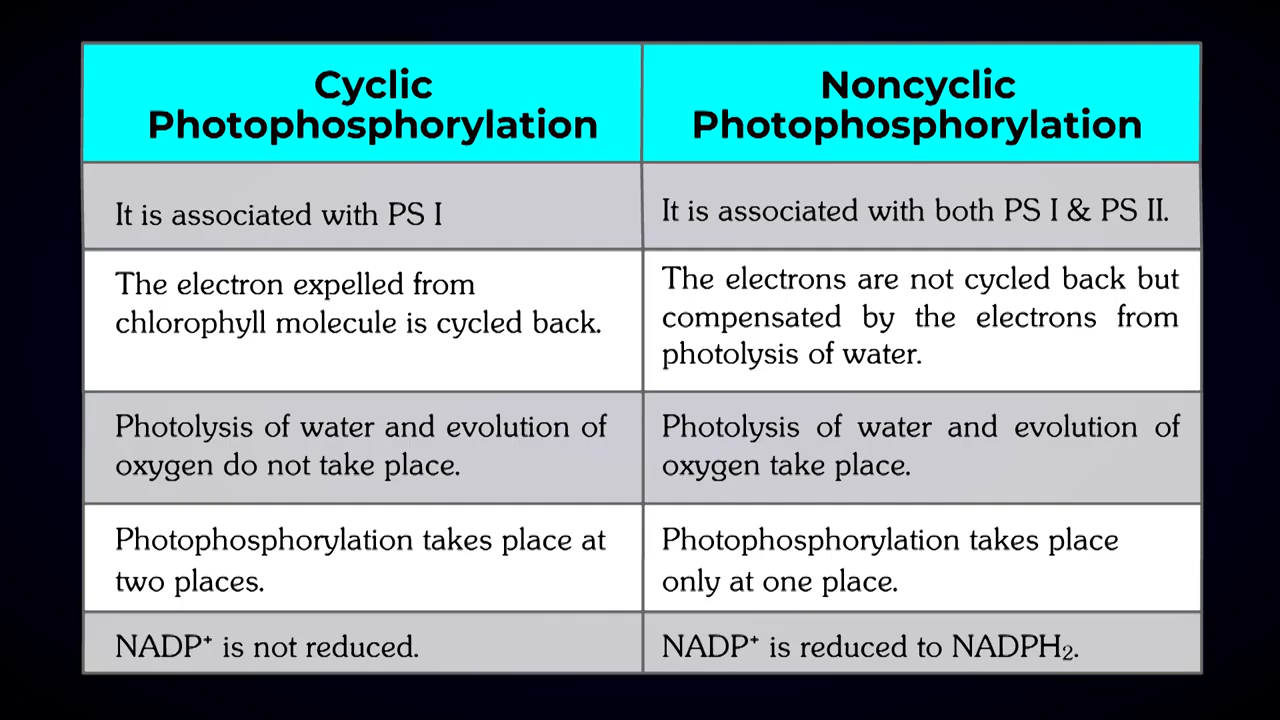 Cyclic
Photophosphorylation
Noncyclic
Photophosphorylation
It is associated with PS I
It is associated with both PS I & PS II.
The electron expelled from
chlorophyll molecule is cycled back.
The electrons are not cycled back but
compensated by the electrons from
photolysis of water.
Photolysis of water and evolution of
oxygen do not take place.
Photolysis of water and evolution of
oxygen take place.
Photophosphorylation takes place at
two places.
Photophosphorylation takes place
only at one place.
NADP⁺ is not reduced.
NADP⁺ is reduced to NADPH₂.